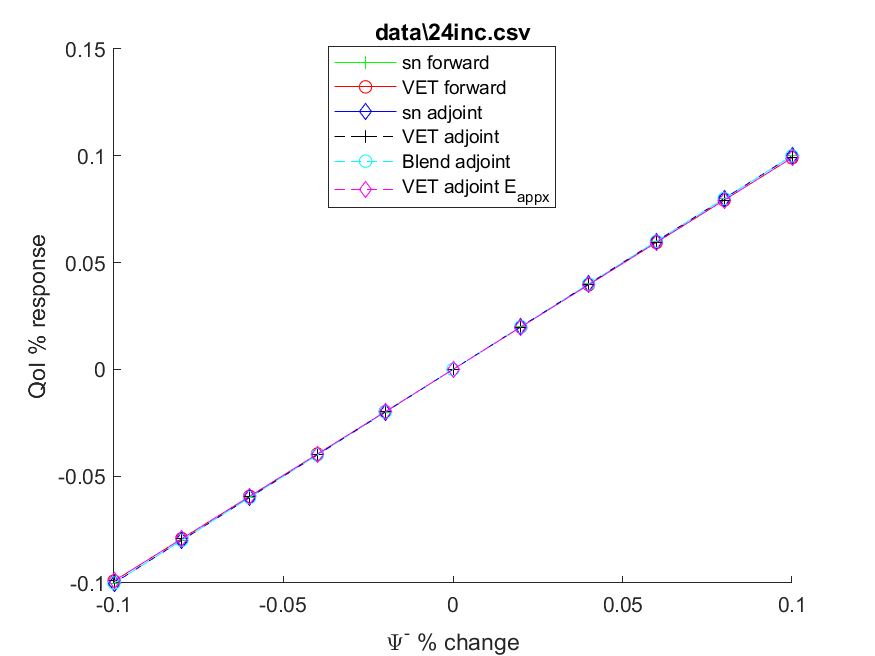 data\24inc.csv
sn forward
VET forward
sn adjoint
VET adjoint
Blend adjoint
VET adjoint E_appx
0.15
0.1
0.05
0
-0.05
-0.1
QoI % response
-0.1
-0.05
0
0.05
0.1
Ψ⁻ % change